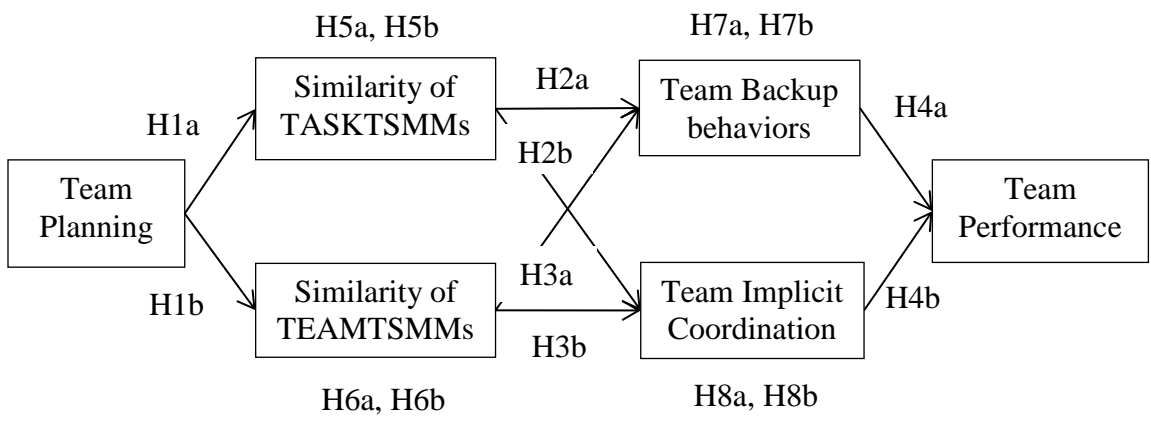 H5a, H5b
H7a, H7b
Similarity of
TASKTSMMs
H2a
Team Backup
behaviors
H1a
H4a
H2b
Team
Planning
Team
Performance
H3a
H1b
Similarity of
TEAMTSMMs
Team Implicit
Coordination
H4b
H3b
H6a, H6b
H8a, H8b